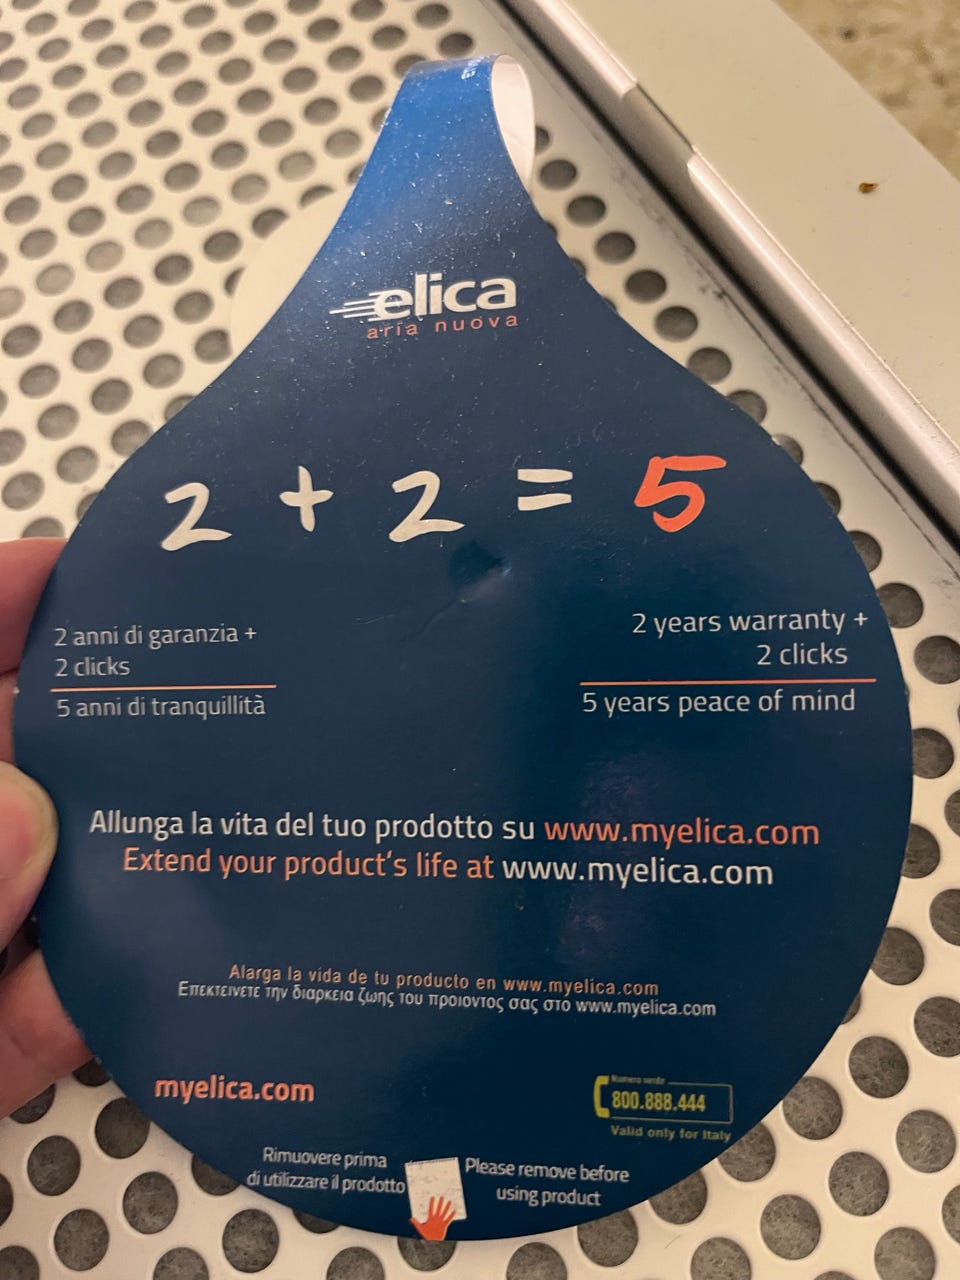 elica
aria nuova
2 + 2 = 5
2 anni di garanzia +
2 clicks
5 anni di tranquillità
2 years warranty +
2 clicks
5 years peace of mind
Allunga la vita del tuo prodotto su www.myelica.com
Extend your product's life at www.myelica.com
Alarga la vida de tu producto en www.myelica.com
Επεκτεινετε την διαρκεια ζωης του προιοντος σας στο www.myelica.com
myelica.com
Numero verde
800.888.444
Valid only for Italy
Rimuovere prima
di utilizzare il prodotto
Please remove before
using product